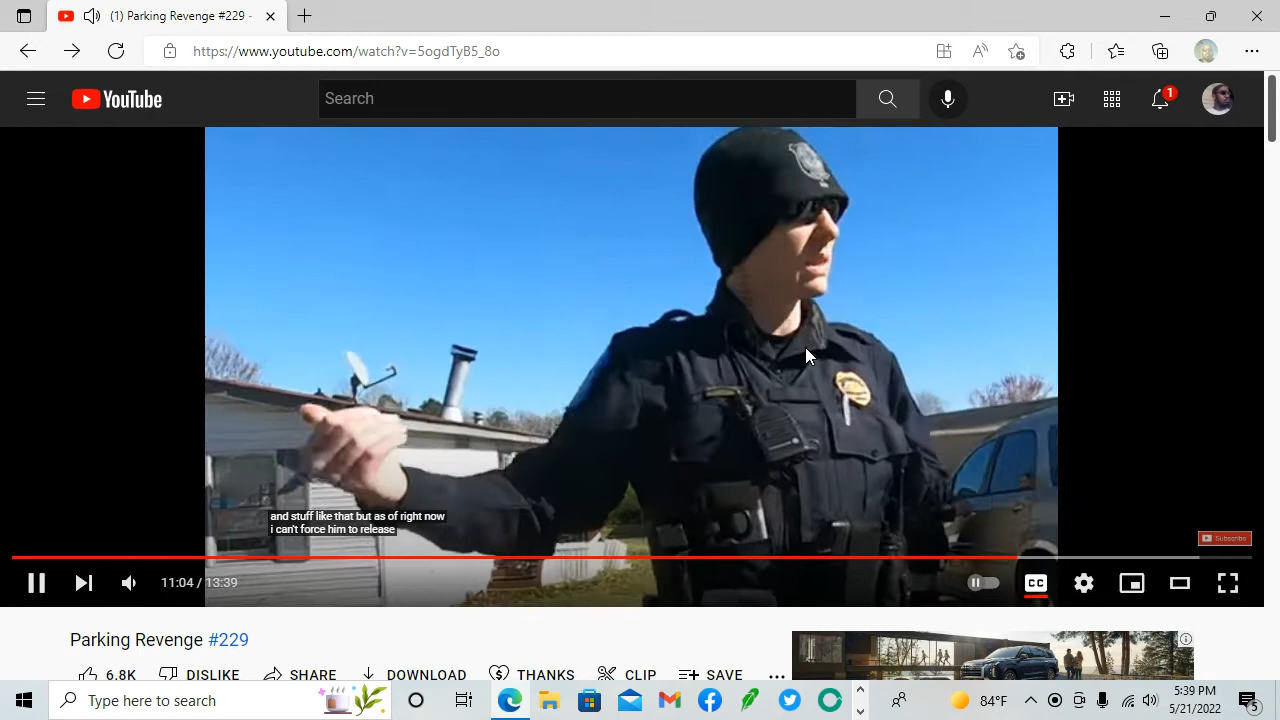 (1) Parking Revenge #229 -
https://www.youtube.com/watch?v=5ogdTyB5_8o
YouTube
Search
1
and stuff like that but as of right now
i can't force him to release
Subscribe
11:04 / 13:39
CC
Parking Revenge #229
6.8K DISLIKE SHARE DOWNLOAD THANKS CLIP SAVE ...
Type here to search
84°F
5:39 PM
5/21/2022
5